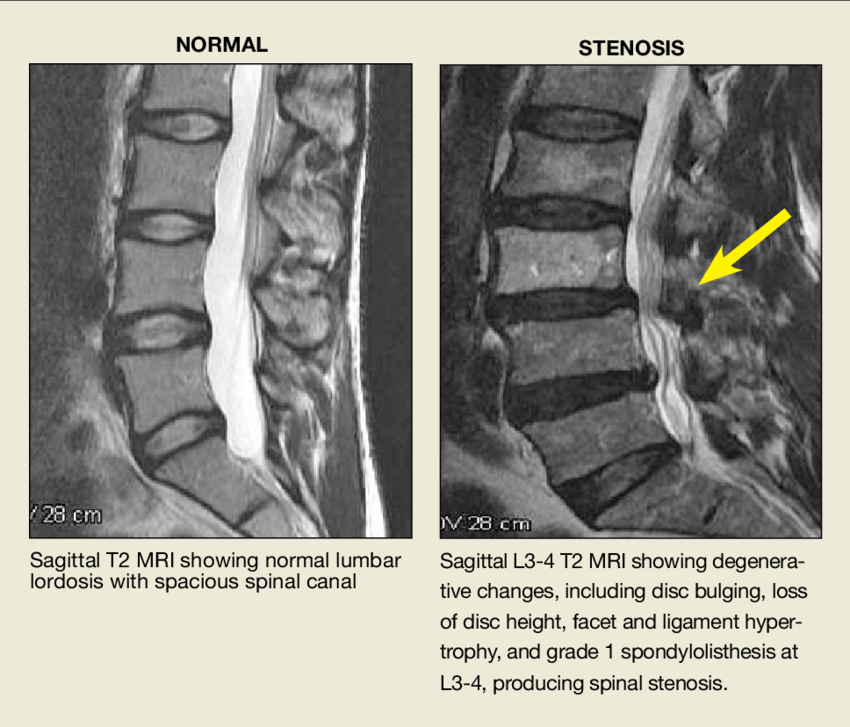 NORMAL
STENOSIS
/ 28 cm
V 28 cm
Sagittal T2 MRI showing normal lumbar
lordosis with spacious spinal canal
Sagittal L3-4 T2 MRI showing degenera-
tive changes, including disc bulging, loss
of disc height, facet and ligament hyper-
trophy, and grade 1 spondylolisthesis at
L3-4, producing spinal stenosis.